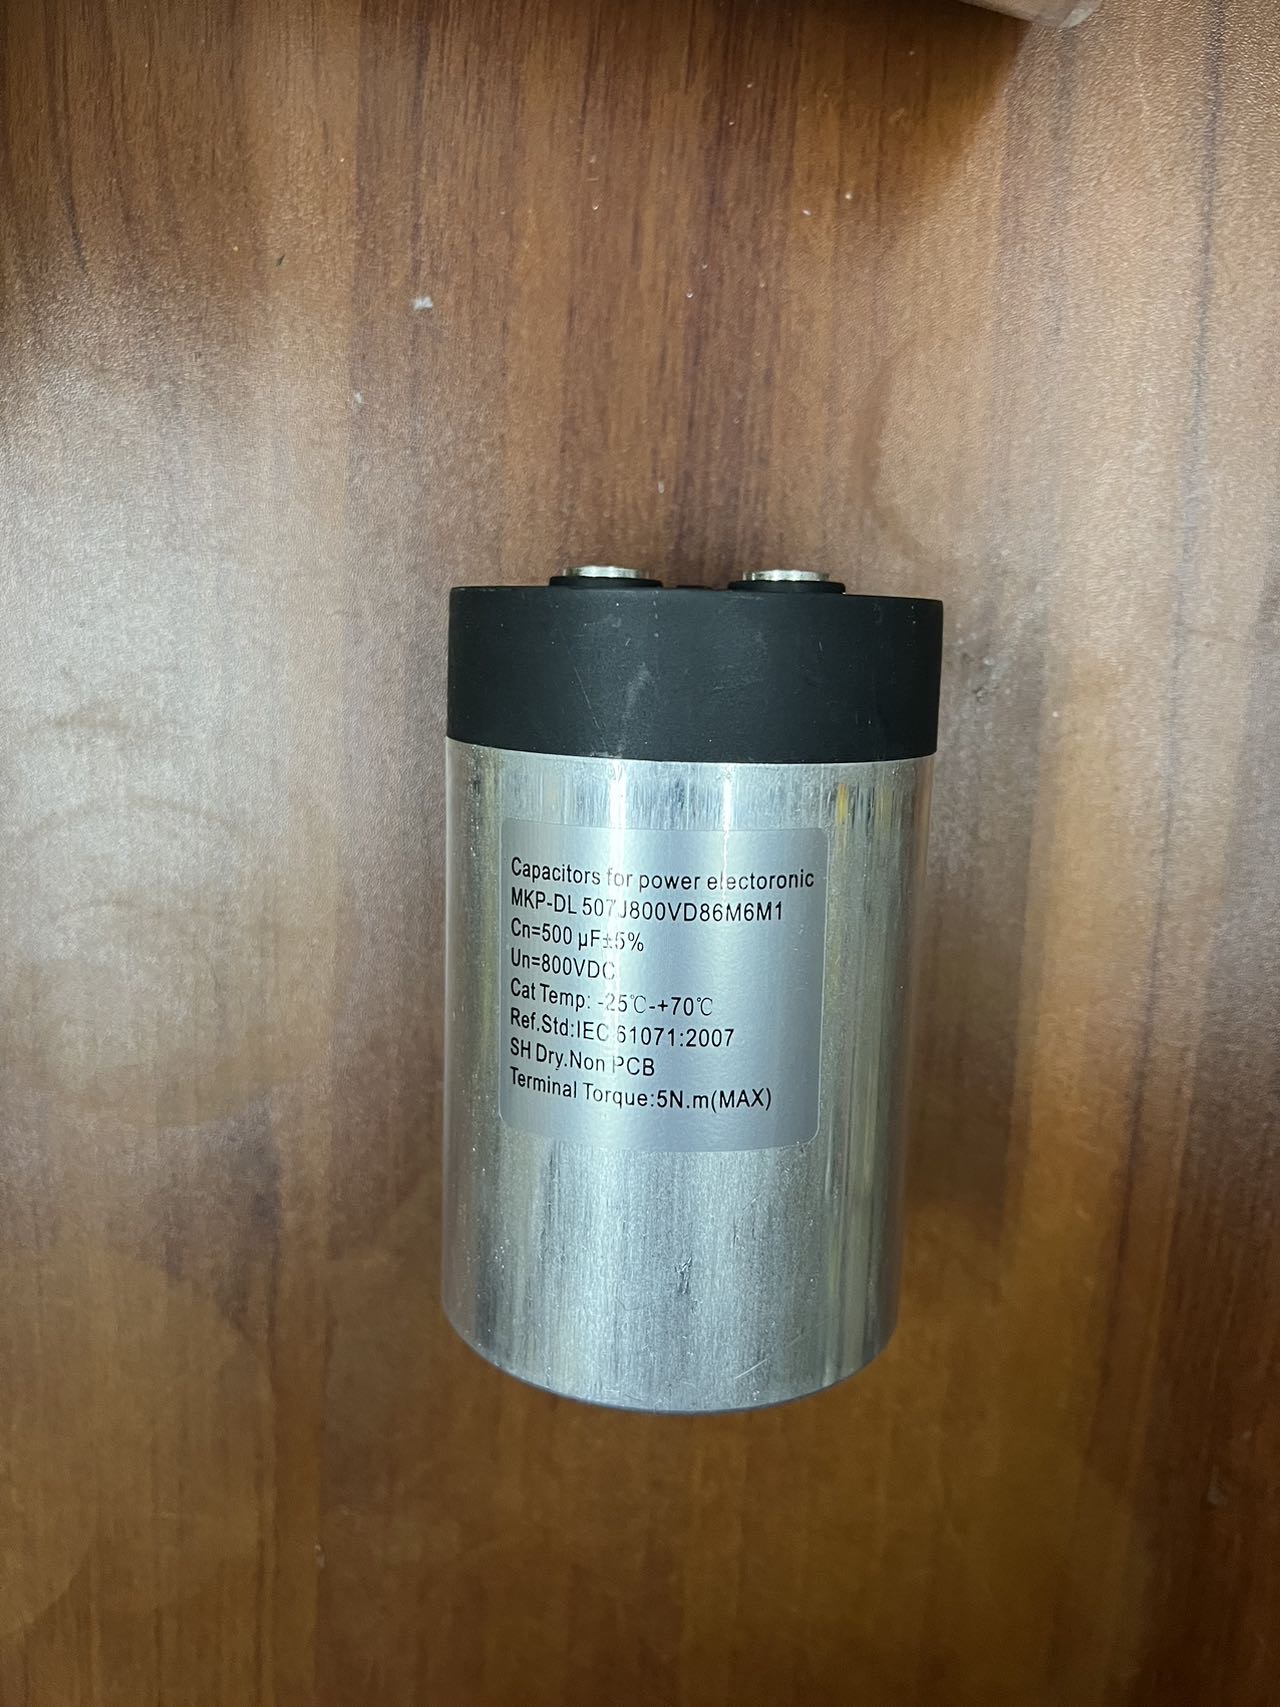 Capacitors for power electoronic
MKP-DL 507J800VD86M6M1
Cn=500 µF±5%
Un=800VDC
Cat Temp: -25℃-+70℃
Ref.Std:IEC 61071:2007
SH Dry.Non PCB
Terminal Torque:5N.m(MAX)